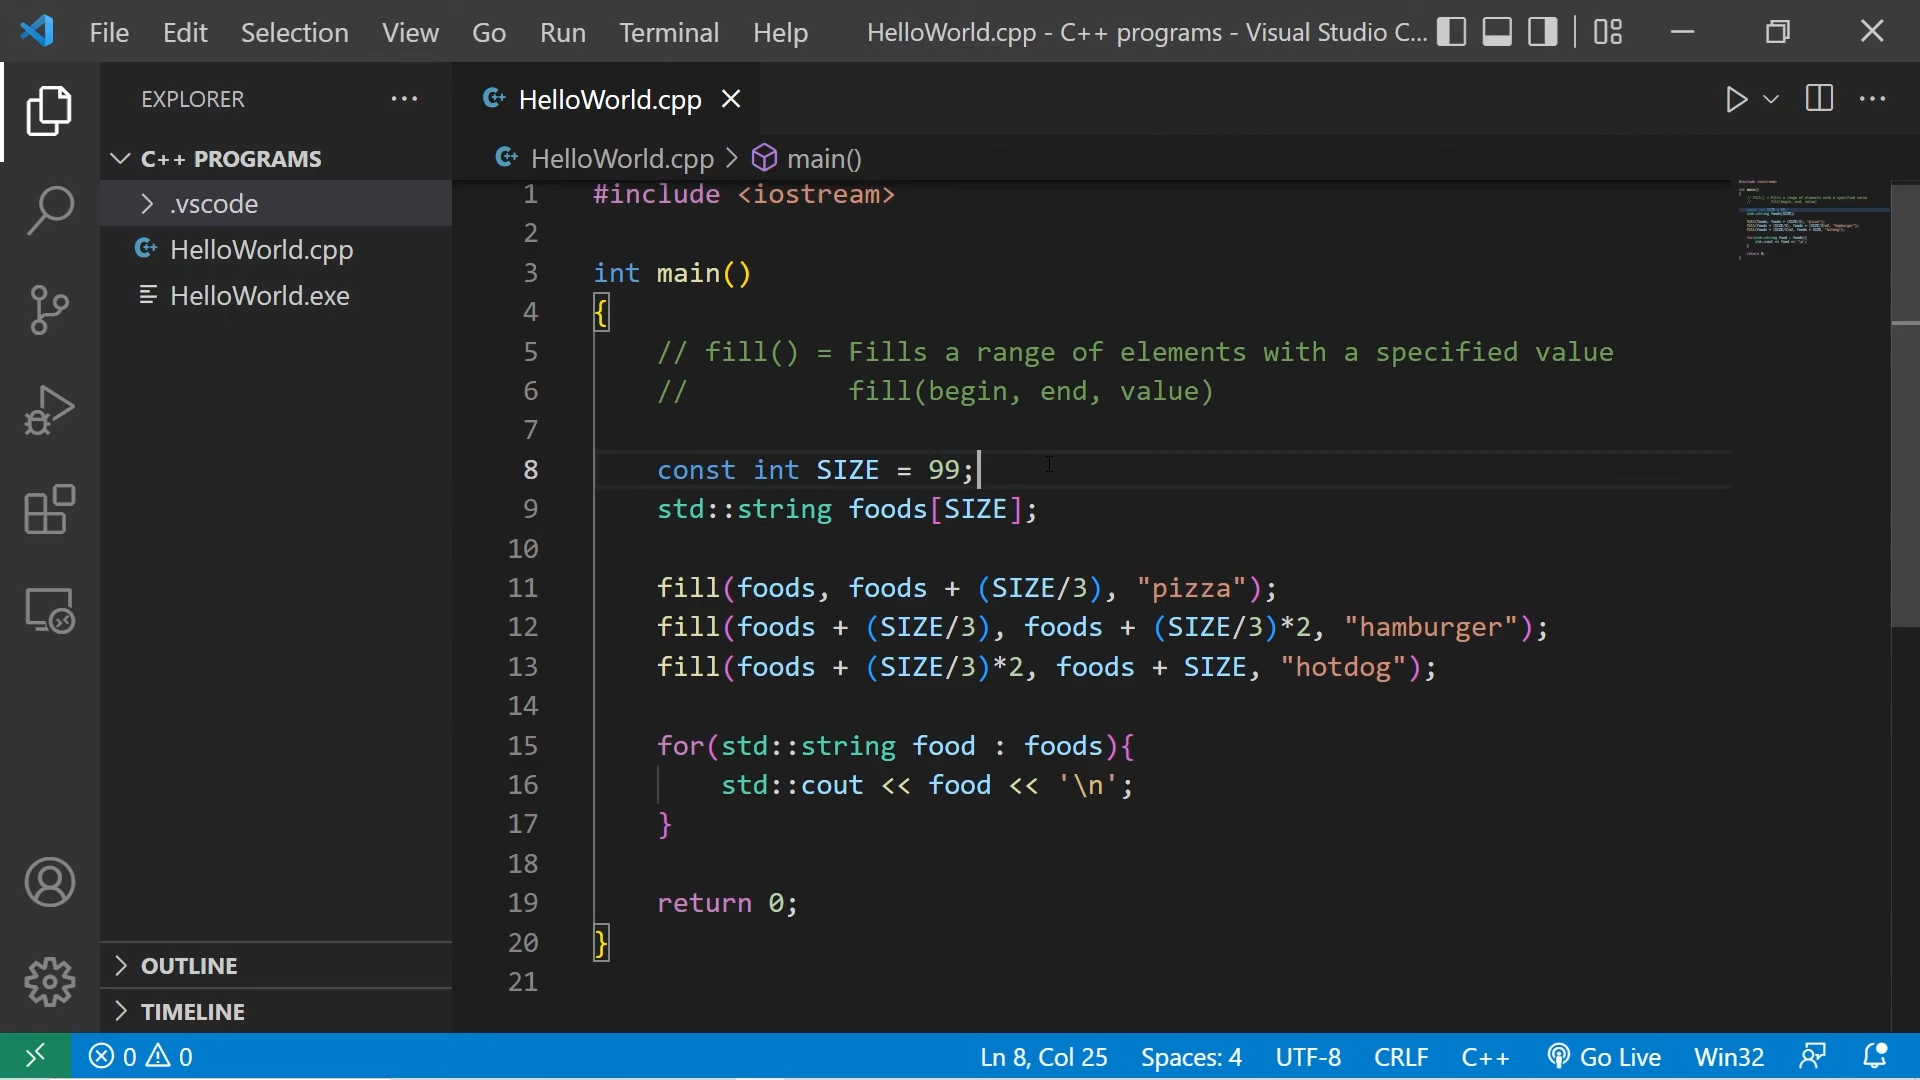 File Edit Selection View Go Run Terminal Help HelloWorld.cpp - C++ programs - Visual Studio C...
EXPLORER
C++ PROGRAMS
.vscode
HelloWorld.cpp
HelloWorld.exe
OUTLINE
TIMELINE
HelloWorld.cpp
HelloWorld.cpp > main()
1 #include <iostream>
2
3 int main()
4 {
5 // fill() = Fills a range of elements with a specified value
6 // fill(begin, end, value)
7
8 const int SIZE = 99;
9 std::string foods[SIZE];
10
11 fill(foods, foods + (SIZE/3), "pizza");
12 fill(foods + (SIZE/3), foods + (SIZE/3)*2, "hamburger");
13 fill(foods + (SIZE/3)*2, foods + SIZE, "hotdog");
14
15 for(std::string food : foods){
16 std::cout << food << '\n';
17 }
18
19 return 0;
20 }
21
0 0 Ln 8, Col 25 Spaces: 4 UTF-8 CRLF C++ Go Live Win32